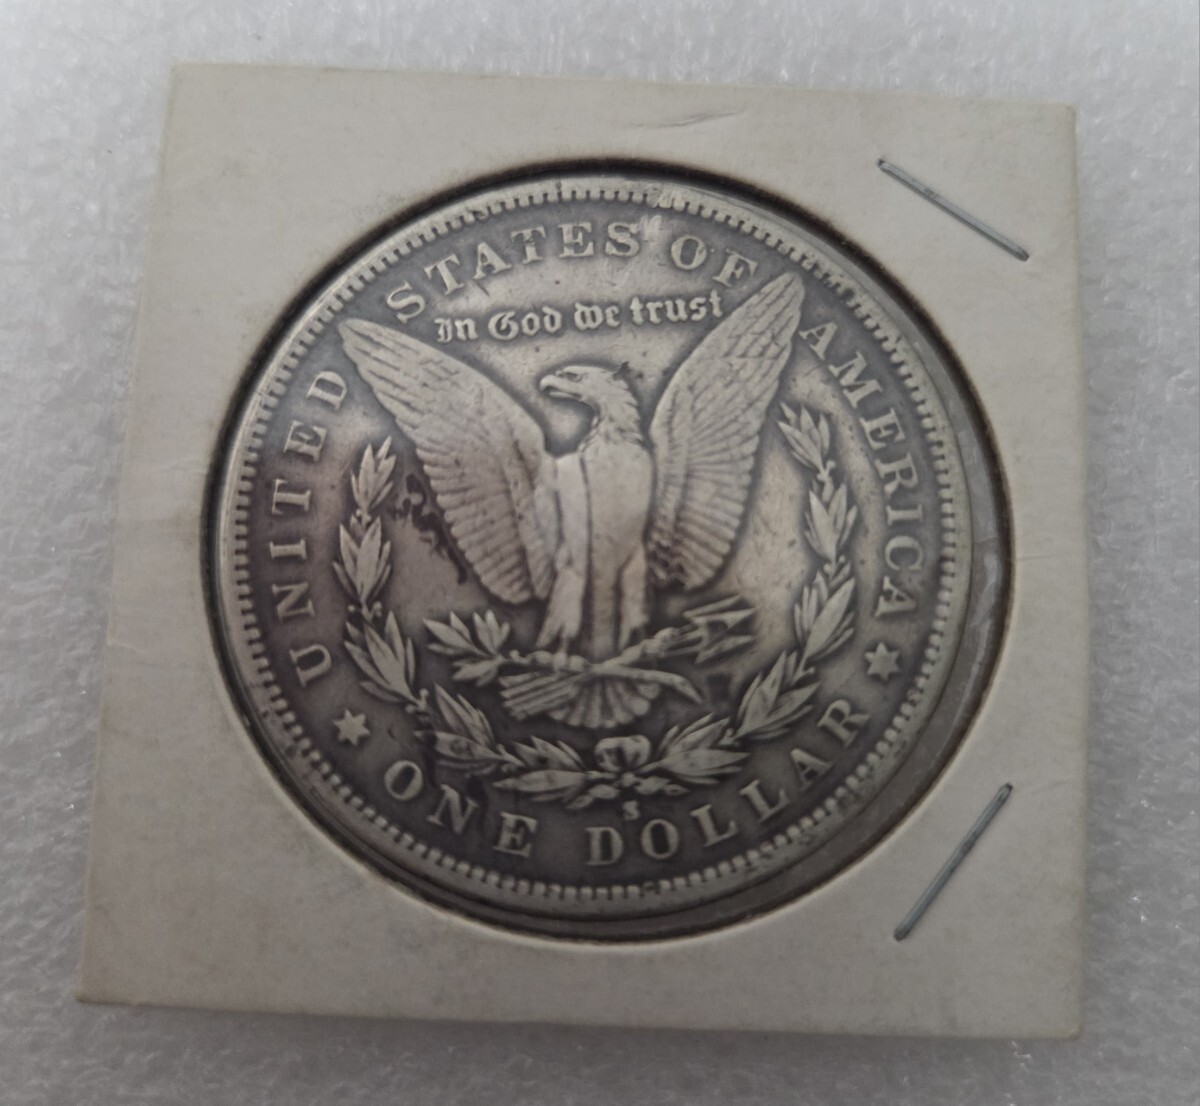 UNITED STATES OF AMERICA
In God we trust
S
ONE DOLLAR